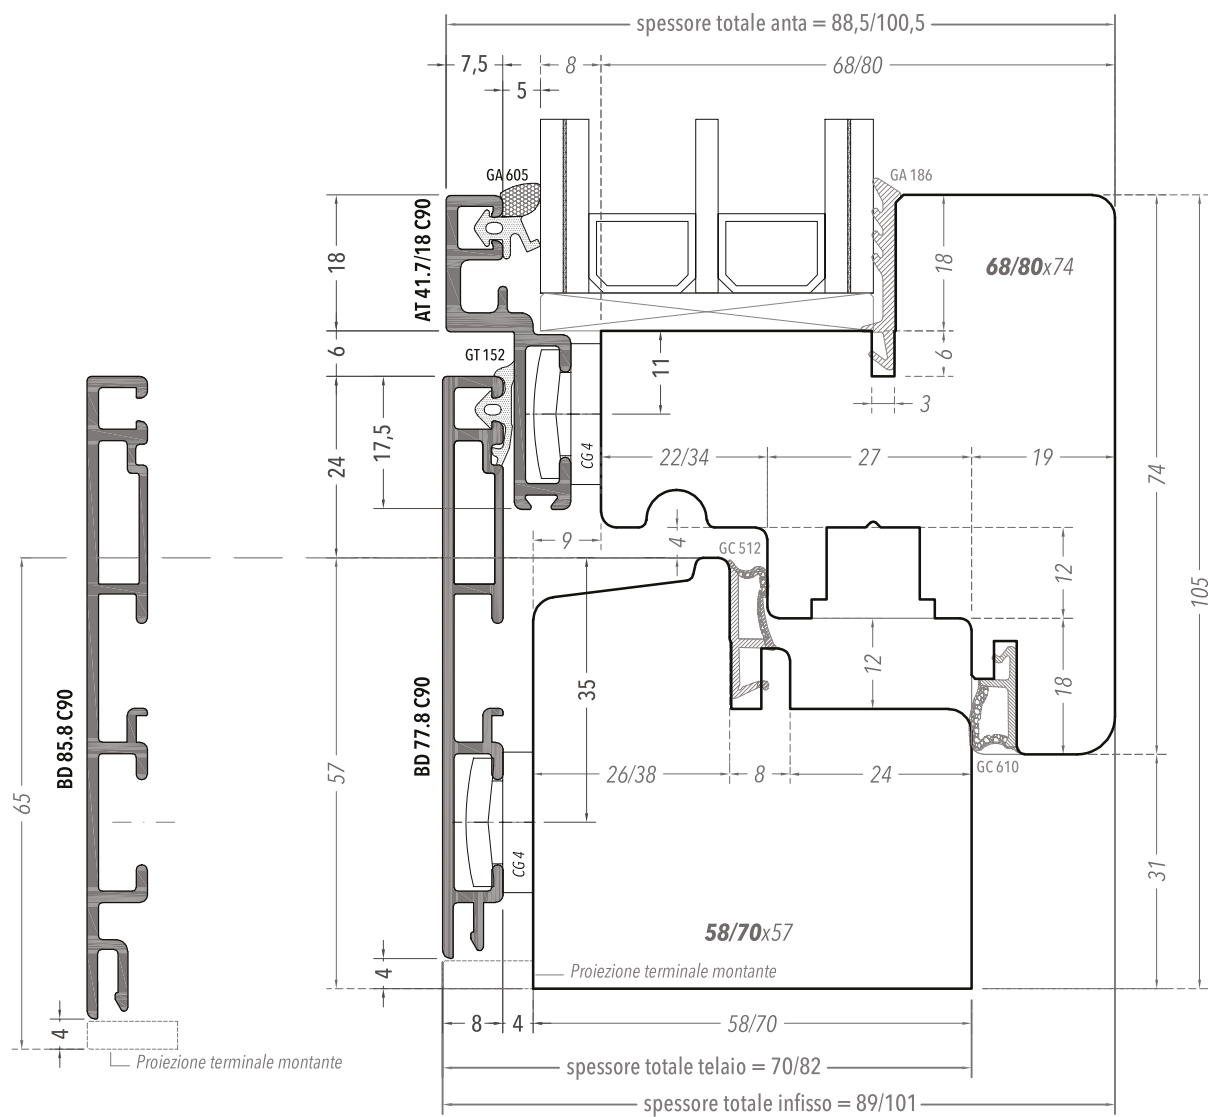 spessore totale anta = 88,5/100,5
7,5
8
68/80
5
GA 605
GA 186
AT 41.7/18 C90
18
18
68/80x74
6
GT 152
11
6
3
24
17,5
CG 4
22/34
27
19
74
9
4
GC 512
12
105
65
BD 85.8 C90
57
BD 77.8 C90
35
12
18
26/38
8
24
GC 610
CG 4
31
58/70x57
4
Proiezione terminale montante
4
8
4
58/70
Proiezione terminale montante
spessore totale telaio = 70/82
spessore totale infisso = 89/101